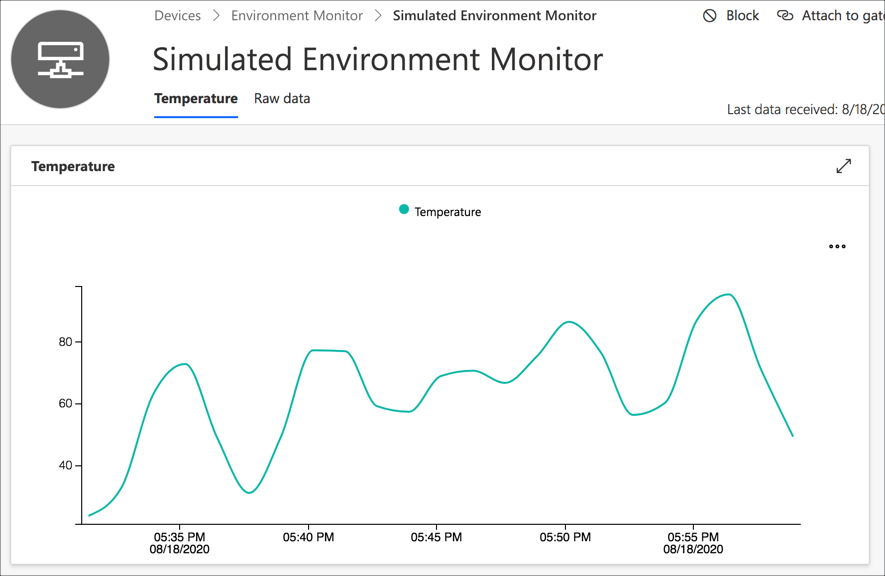 Devices > Environment Monitor > Simulated Environment Monitor
Block Attach to gate
Simulated Environment Monitor
Temperature Raw data
Last data received: 8/18/20
Temperature
Temperature
80
60
40
05:35 PM 05:40 PM 05:45 PM 05:50 PM 05:55 PM
08/18/2020 08/18/2020